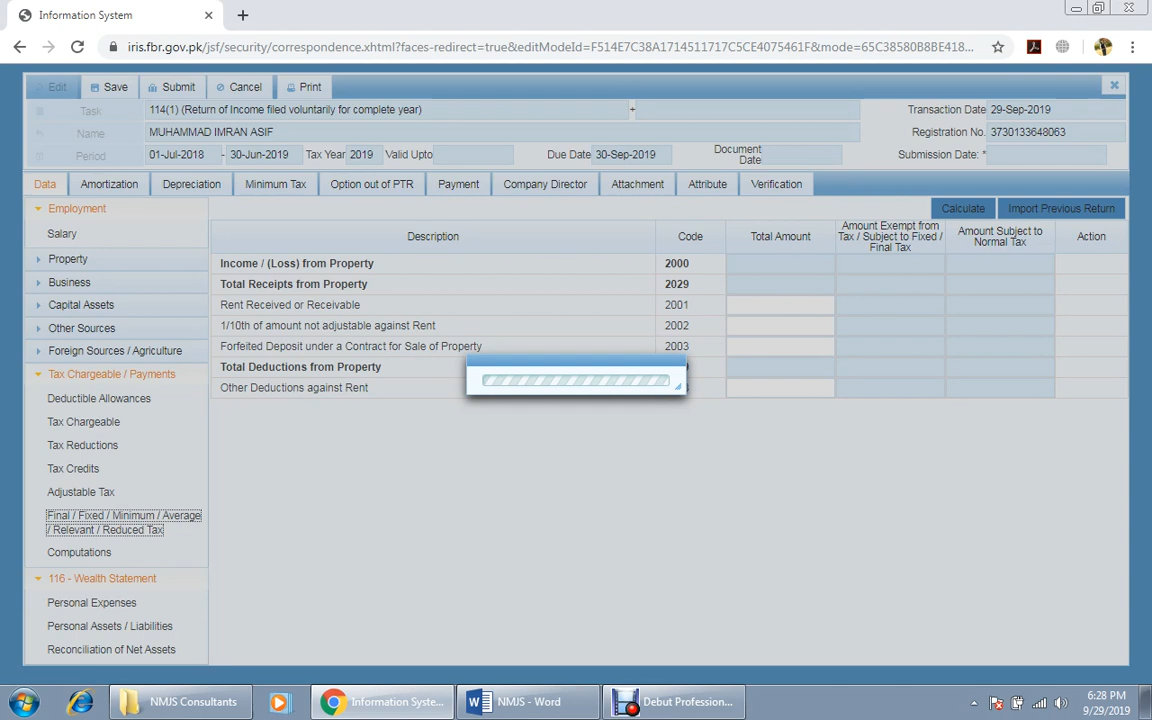 Information System
iris.fbr.gov.pk/jsf/security/correspondence.xhtml?faces-redirect=true&editModeId=F514E7C38A1714511717C5CE4075461F&mode=65C38580B8BE418...
Edit Save Submit Cancel Print
Task 114(1) (Return of Income filed voluntarily for complete year) + Transaction Date 29-Sep-2019
Name MUHAMMAD IMRAN ASIF Registration No. 3730133648063
Period 01-Jul-2018 - 30-Jun-2019 Tax Year 2019 Valid Upto Due Date 30-Sep-2019 Document Date Submission Date: *
Data Amortization Depreciation Minimum Tax Option out of PTR Payment Company Director Attachment Attribute Verification
Employment
Salary
Property
Business
Capital Assets
Other Sources
Foreign Sources / Agriculture
Tax Chargeable / Payments
Deductible Allowances
Tax Chargeable
Tax Reductions
Tax Credits
Adjustable Tax
Final / Fixed / Minimum / Average
/ Relevant / Reduced Tax
Computations
116 - Wealth Statement
Personal Expenses
Personal Assets / Liabilities
Reconciliation of Net Assets
Calculate Import Previous Return
Description Code Total Amount Amount Exempt from Tax / Subject to Fixed / Final Tax Amount Subject to Normal Tax Action
Income / (Loss) from Property 2000
Total Receipts from Property 2029
Rent Received or Receivable 2001
1/10th of amount not adjustable against Rent 2002
Forfeited Deposit under a Contract for Sale of Property 2003
Total Deductions from Property
Other Deductions against Rent
NMJS Consultants Information Syste... NMJS - Word Debut Profession...
6:28 PM
9/29/2019